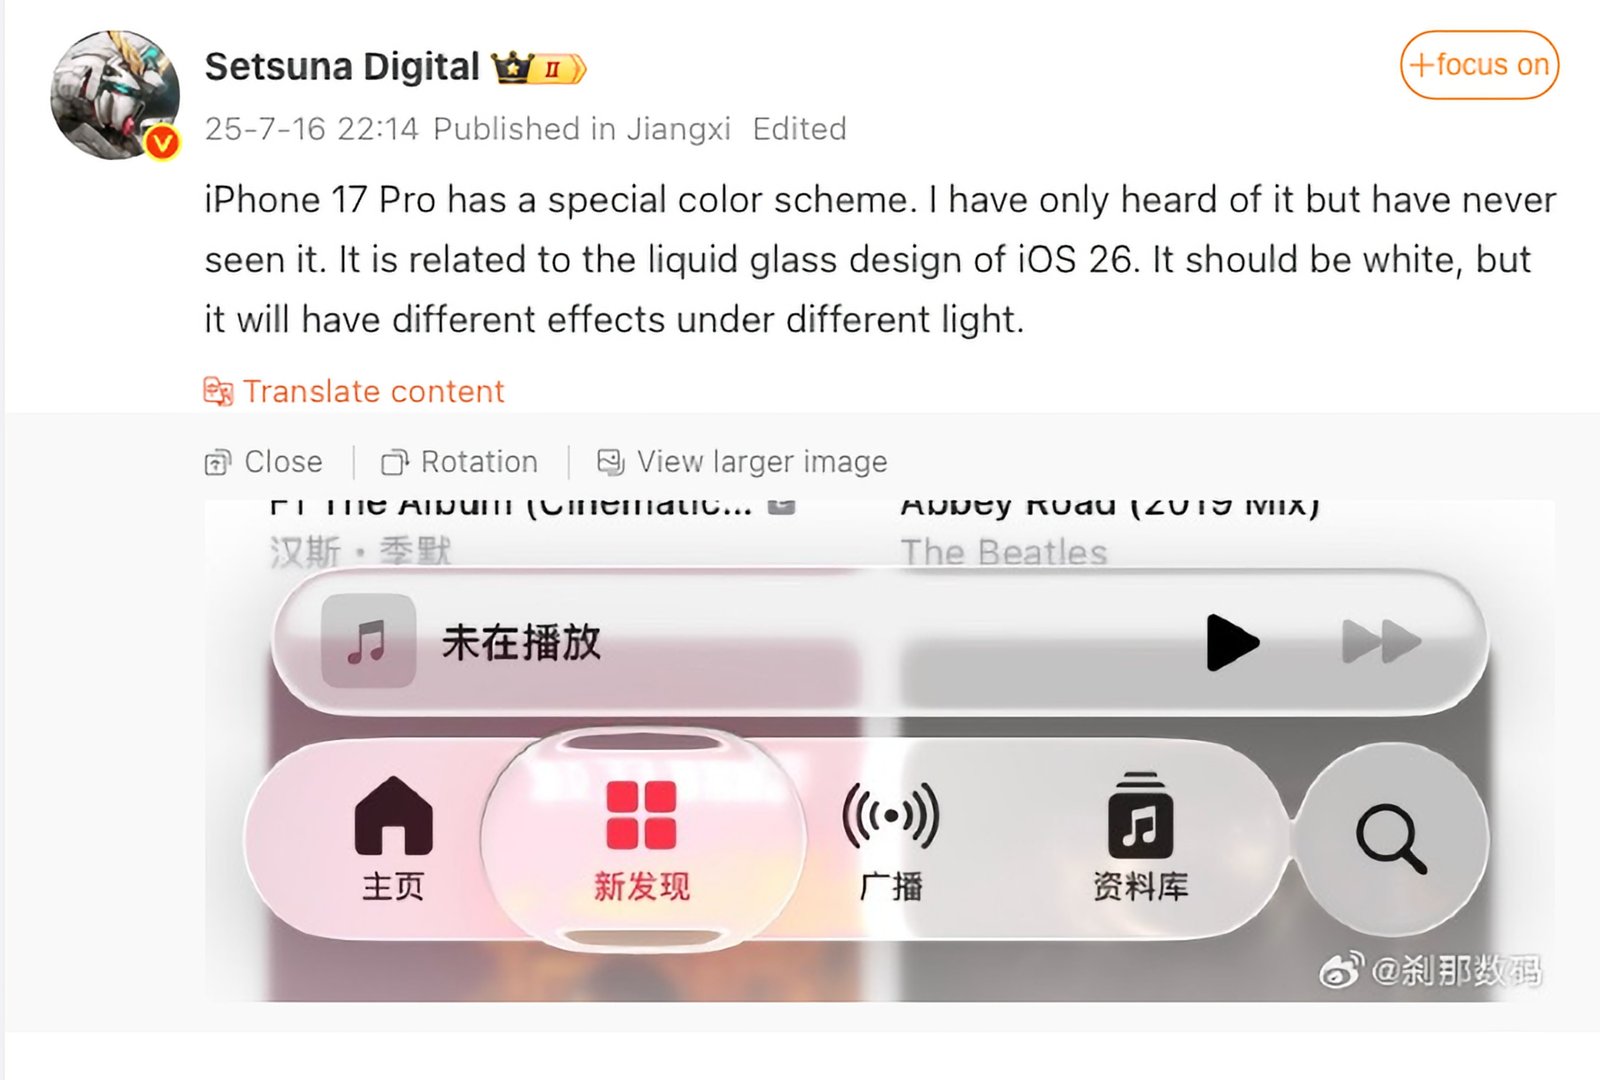 Setsuna Digital II
25-7-16 22:14 Published in Jiangxi Edited
+focus on
iPhone 17 Pro has a special color scheme. I have only heard of it but have never
seen it. It is related to the liquid glass design of iOS 26. It should be white, but
it will have different effects under different light.
Translate content
Close | Rotation | View larger image
F1 The Album (Cinematic... Abbey Road (2019 Mix)
汉斯·季默 The Beatles
未在播放
主页 新发现 广播 资料库
@刹那数码